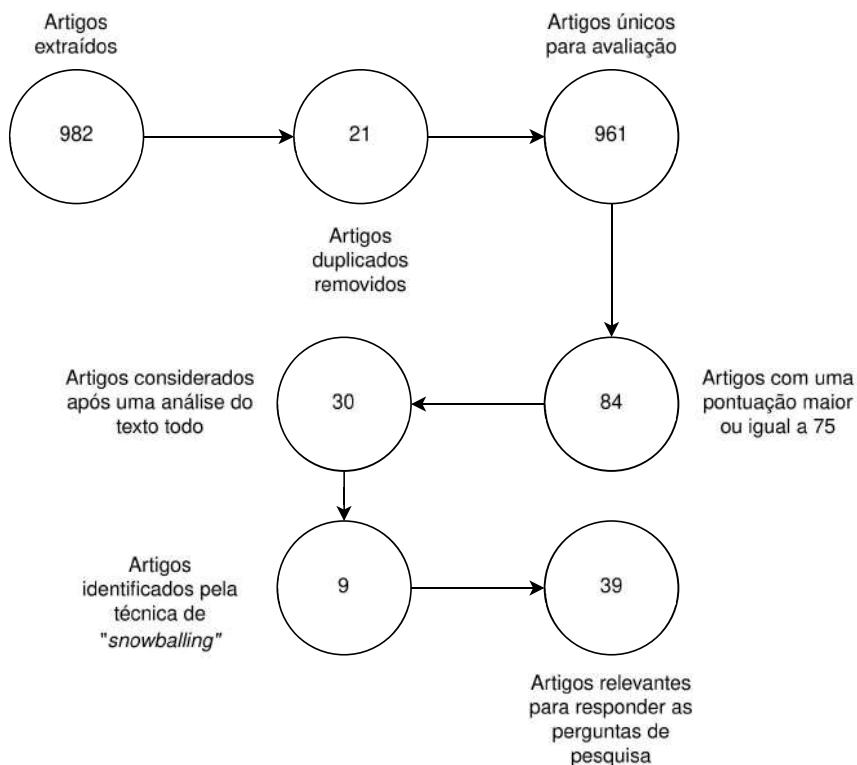 Artigos
extraídos
982
21
Artigos
duplicados
removidos
Artigos únicos
para avaliação
961
84
Artigos com uma
pontuação maior
ou igual a 75
Artigos considerados
após uma análise do
texto todo
30
Artigos
identificados pela
técnica de
"snowballing"
9
39
Artigos relevantes
para responder as
perguntas de
pesquisa